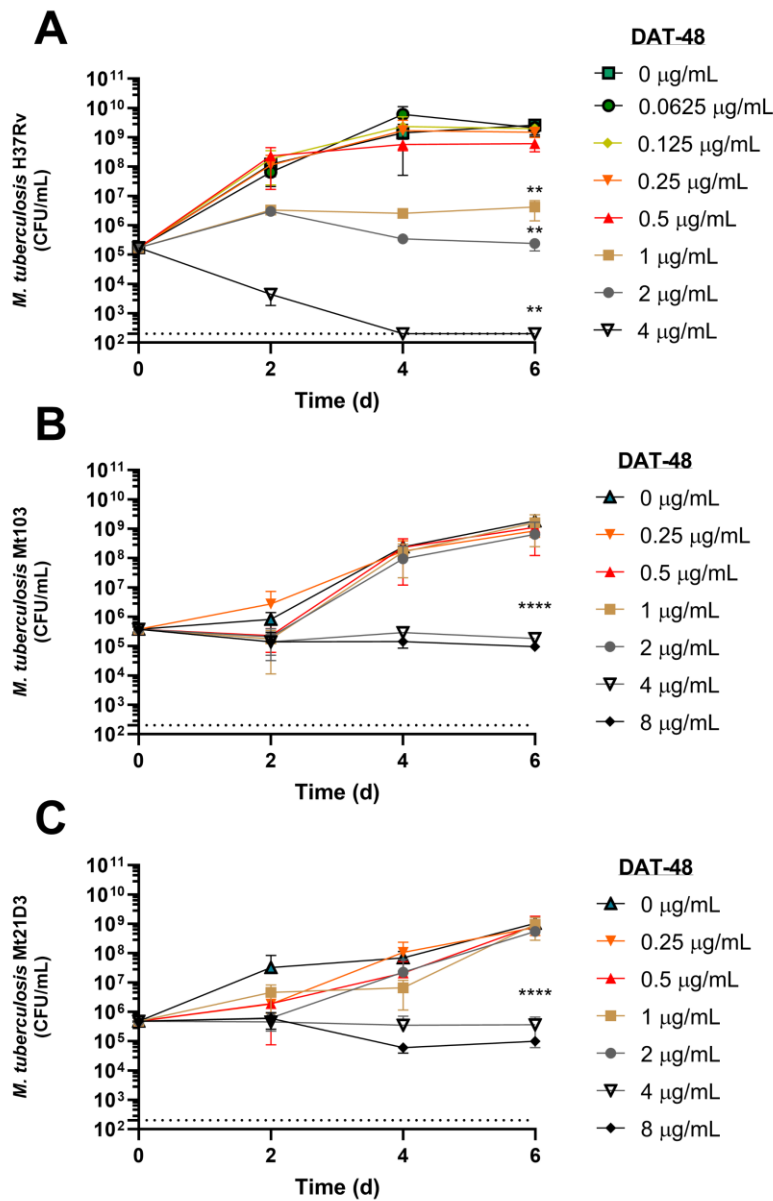 A
M. tuberculosis H37Rv
(CFU/mL)
10¹¹
10¹⁰
10⁹
10⁸
10⁷
10⁶
10⁵
10⁴
10³
10²
**
**
**
0
2
4
6
Time (d)
DAT-48
0 µg/mL
0.0625 µg/mL
0.125 µg/mL
0.25 µg/mL
0.5 µg/mL
1 µg/mL
2 µg/mL
4 µg/mL
B
M. tuberculosis Mt103
(CFU/mL)
10¹¹
10¹⁰
10⁹
10⁸
10⁷
10⁶
10⁵
10⁴
10³
10²
****
0
2
4
6
Time (d)
DAT-48
0 µg/mL
0.25 µg/mL
0.5 µg/mL
1 µg/mL
2 µg/mL
4 µg/mL
8 µg/mL
C
M. tuberculosis Mt21D3
(CFU/mL)
10¹¹
10¹⁰
10⁹
10⁸
10⁷
10⁶
10⁵
10⁴
10³
10²
****
0
2
4
6
Time (d)
DAT-48
0 µg/mL
0.25 µg/mL
0.5 µg/mL
1 µg/mL
2 µg/mL
4 µg/mL
8 µg/mL